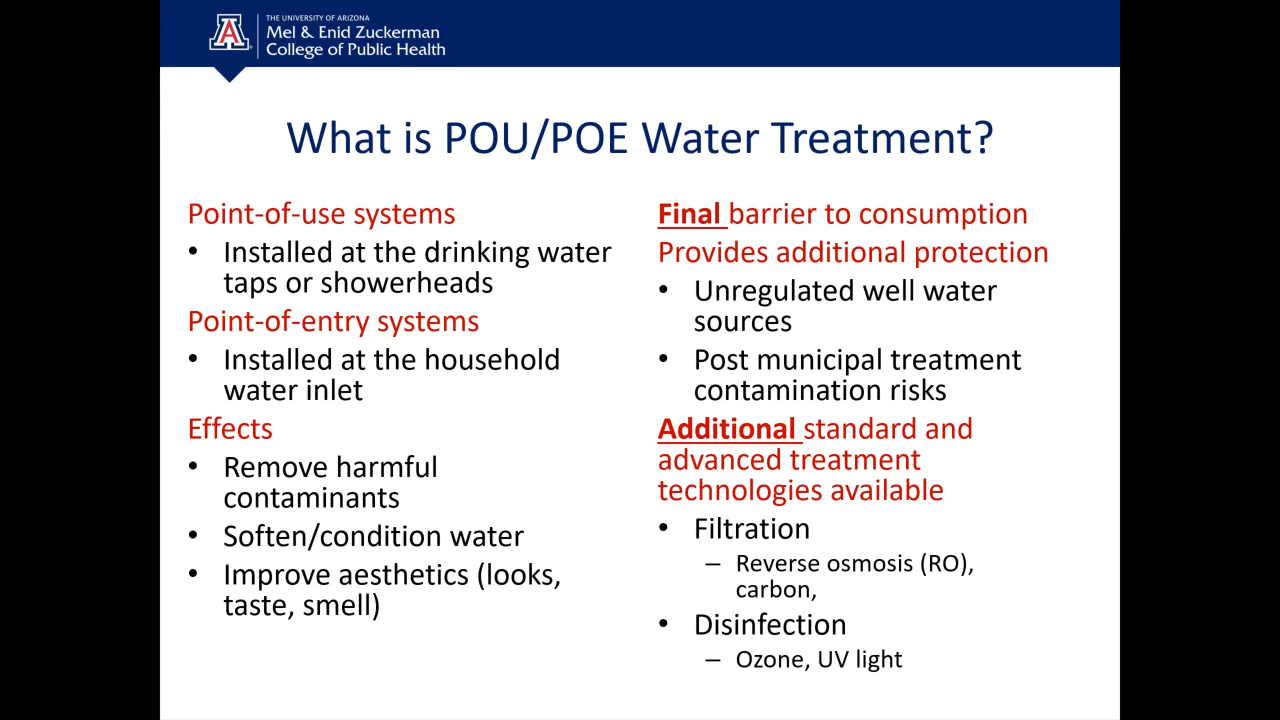 THE UNIVERSITY OF ARIZONA
Mel & Enid Zuckerman
College of Public Health
What is POU/POE Water Treatment?
Point-of-use systems
• Installed at the drinking water
taps or showerheads
Point-of-entry systems
• Installed at the household
water inlet
Effects
• Remove harmful
contaminants
• Soften/condition water
• Improve aesthetics (looks,
taste, smell)
Final barrier to consumption
Provides additional protection
• Unregulated well water
sources
• Post municipal treatment
contamination risks
Additional standard and
advanced treatment
technologies available
• Filtration
– Reverse osmosis (RO),
carbon,
• Disinfection
– Ozone, UV light